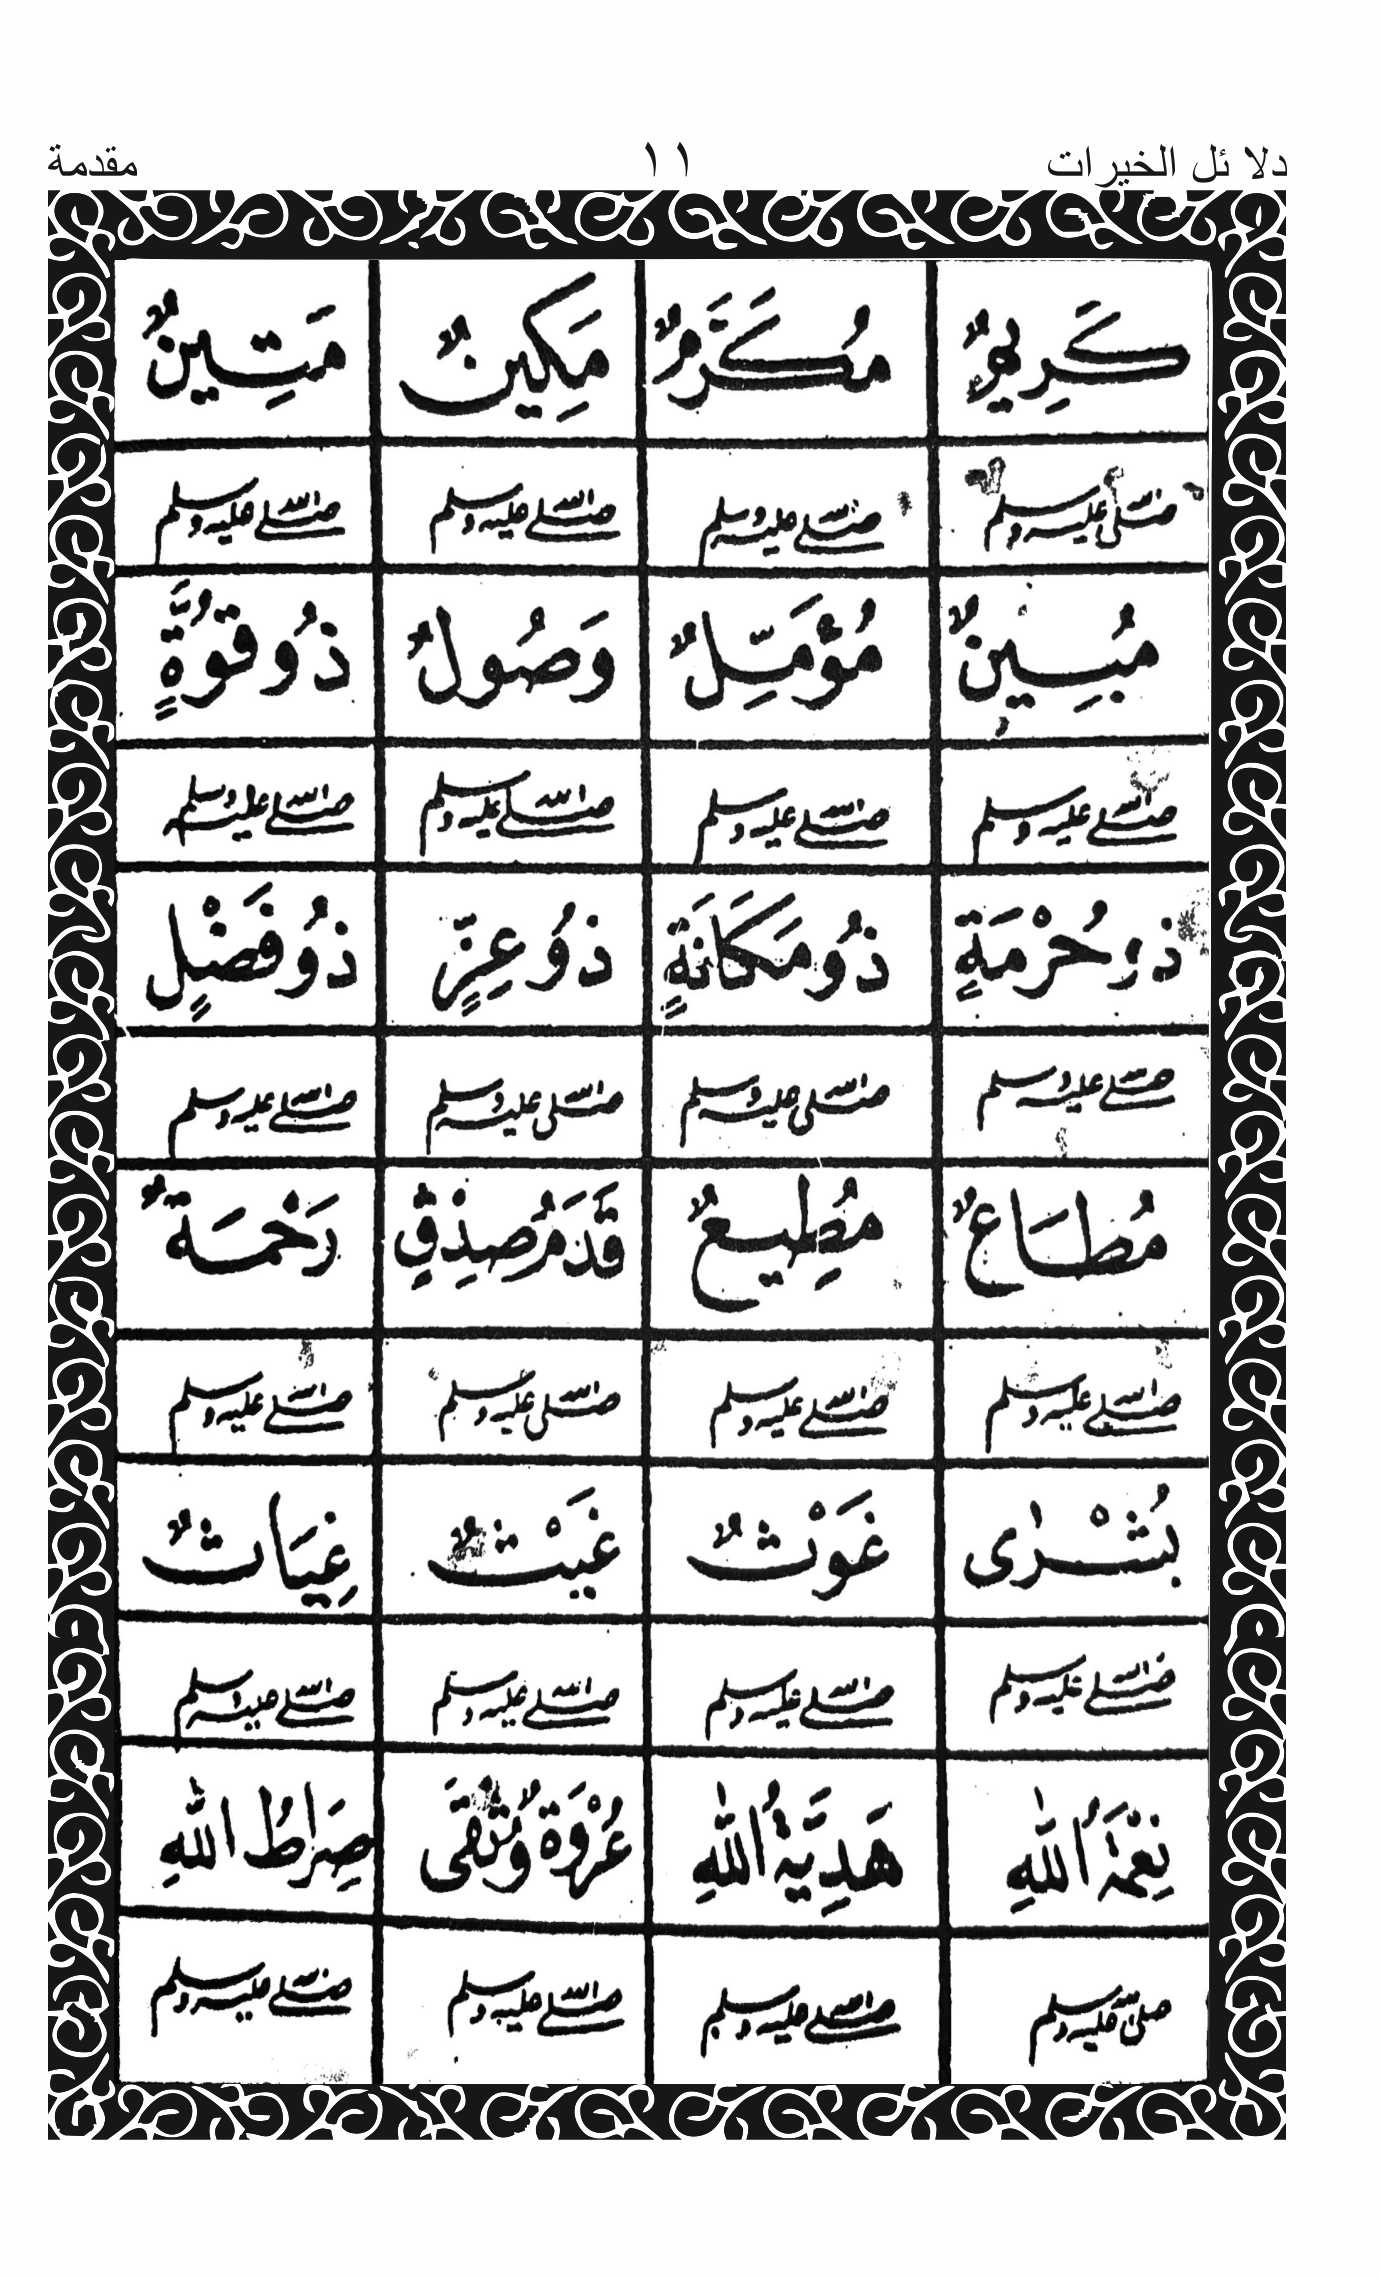 دلا ئل الخيرات ١١ مقدمة
كَرِيمٌ مُكَرَّمٌ مَكِينٌ مَتِينٌ
صلى الله عليه وسلم صلى الله عليه وسلم صلى الله عليه وسلم صلى الله عليه وسلم
مُبِينٌ مُؤَمِّلٌ وَصُولٌ ذُو قُوَّةٍ
صلى الله عليه وسلم صلى الله عليه وسلم صلى الله عليه وسلم صلى الله عليه وسلم
ذُو حُرْمَةٍ ذُو مَكَانَةٍ ذُو عِزٍّ ذُو فَضْلٍ
صلى الله عليه وسلم صلى الله عليه وسلم صلى الله عليه وسلم صلى الله عليه وسلم
مُطَاعٌ مُطِيعٌ قَدَمُ صِدْقٍ رَحْمَةٌ
صلى الله عليه وسلم صلى الله عليه وسلم صلى الله عليه وسلم صلى الله عليه وسلم
بُشْرٰى غَوْثٌ غَيْثٌ غِيَاثٌ
صلى الله عليه وسلم صلى الله عليه وسلم صلى الله عليه وسلم صلى الله عليه وسلم
نِعْمَةُ اللهِ هَدِيَّةُ اللهِ عُرْوَةٌ وُثْقَى صِرَاطُ اللهِ
صلى الله عليه وسلم صلى الله عليه وسلم صلى الله عليه وسلم صلى الله عليه وسلم